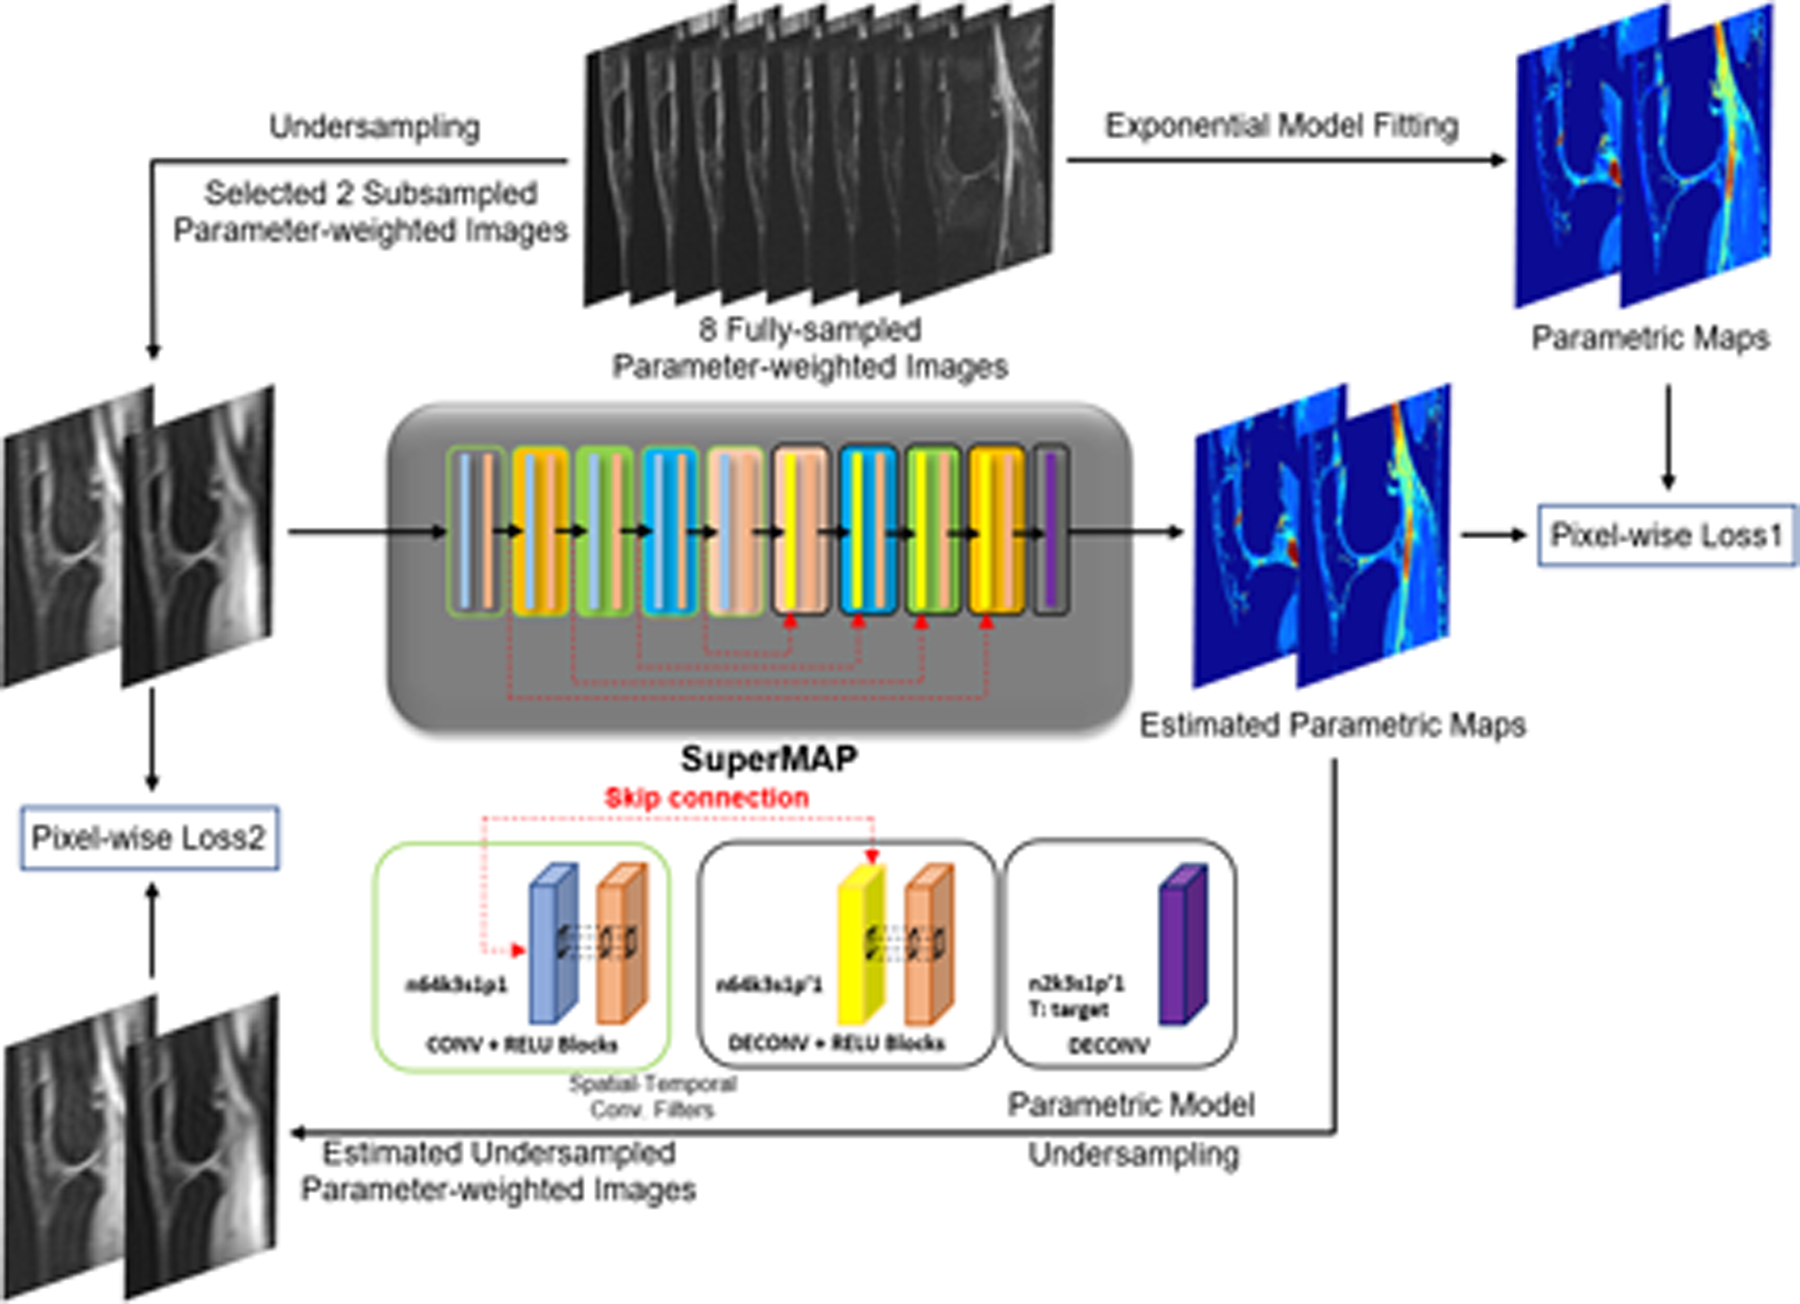 Undersampling
Selected 2 Subsampled
Parameter-weighted Images
Exponential Model Fitting
8 Fully-sampled
Parameter-weighted Images
Parametric Maps
Pixel-wise Loss1
Estimated Parametric Maps
SuperMAP
Skip connection
Pixel-wise Loss2
n64k3s1p1
CONV + RELU Blocks
n64k3s1p'1
DECONV + RELU Blocks
n2k3s1p'1
T: target
DECONV
Spatial-Temporal
Conv. Filters
Parametric Model
Undersampling
Estimated Undersampled
Parameter-weighted Images